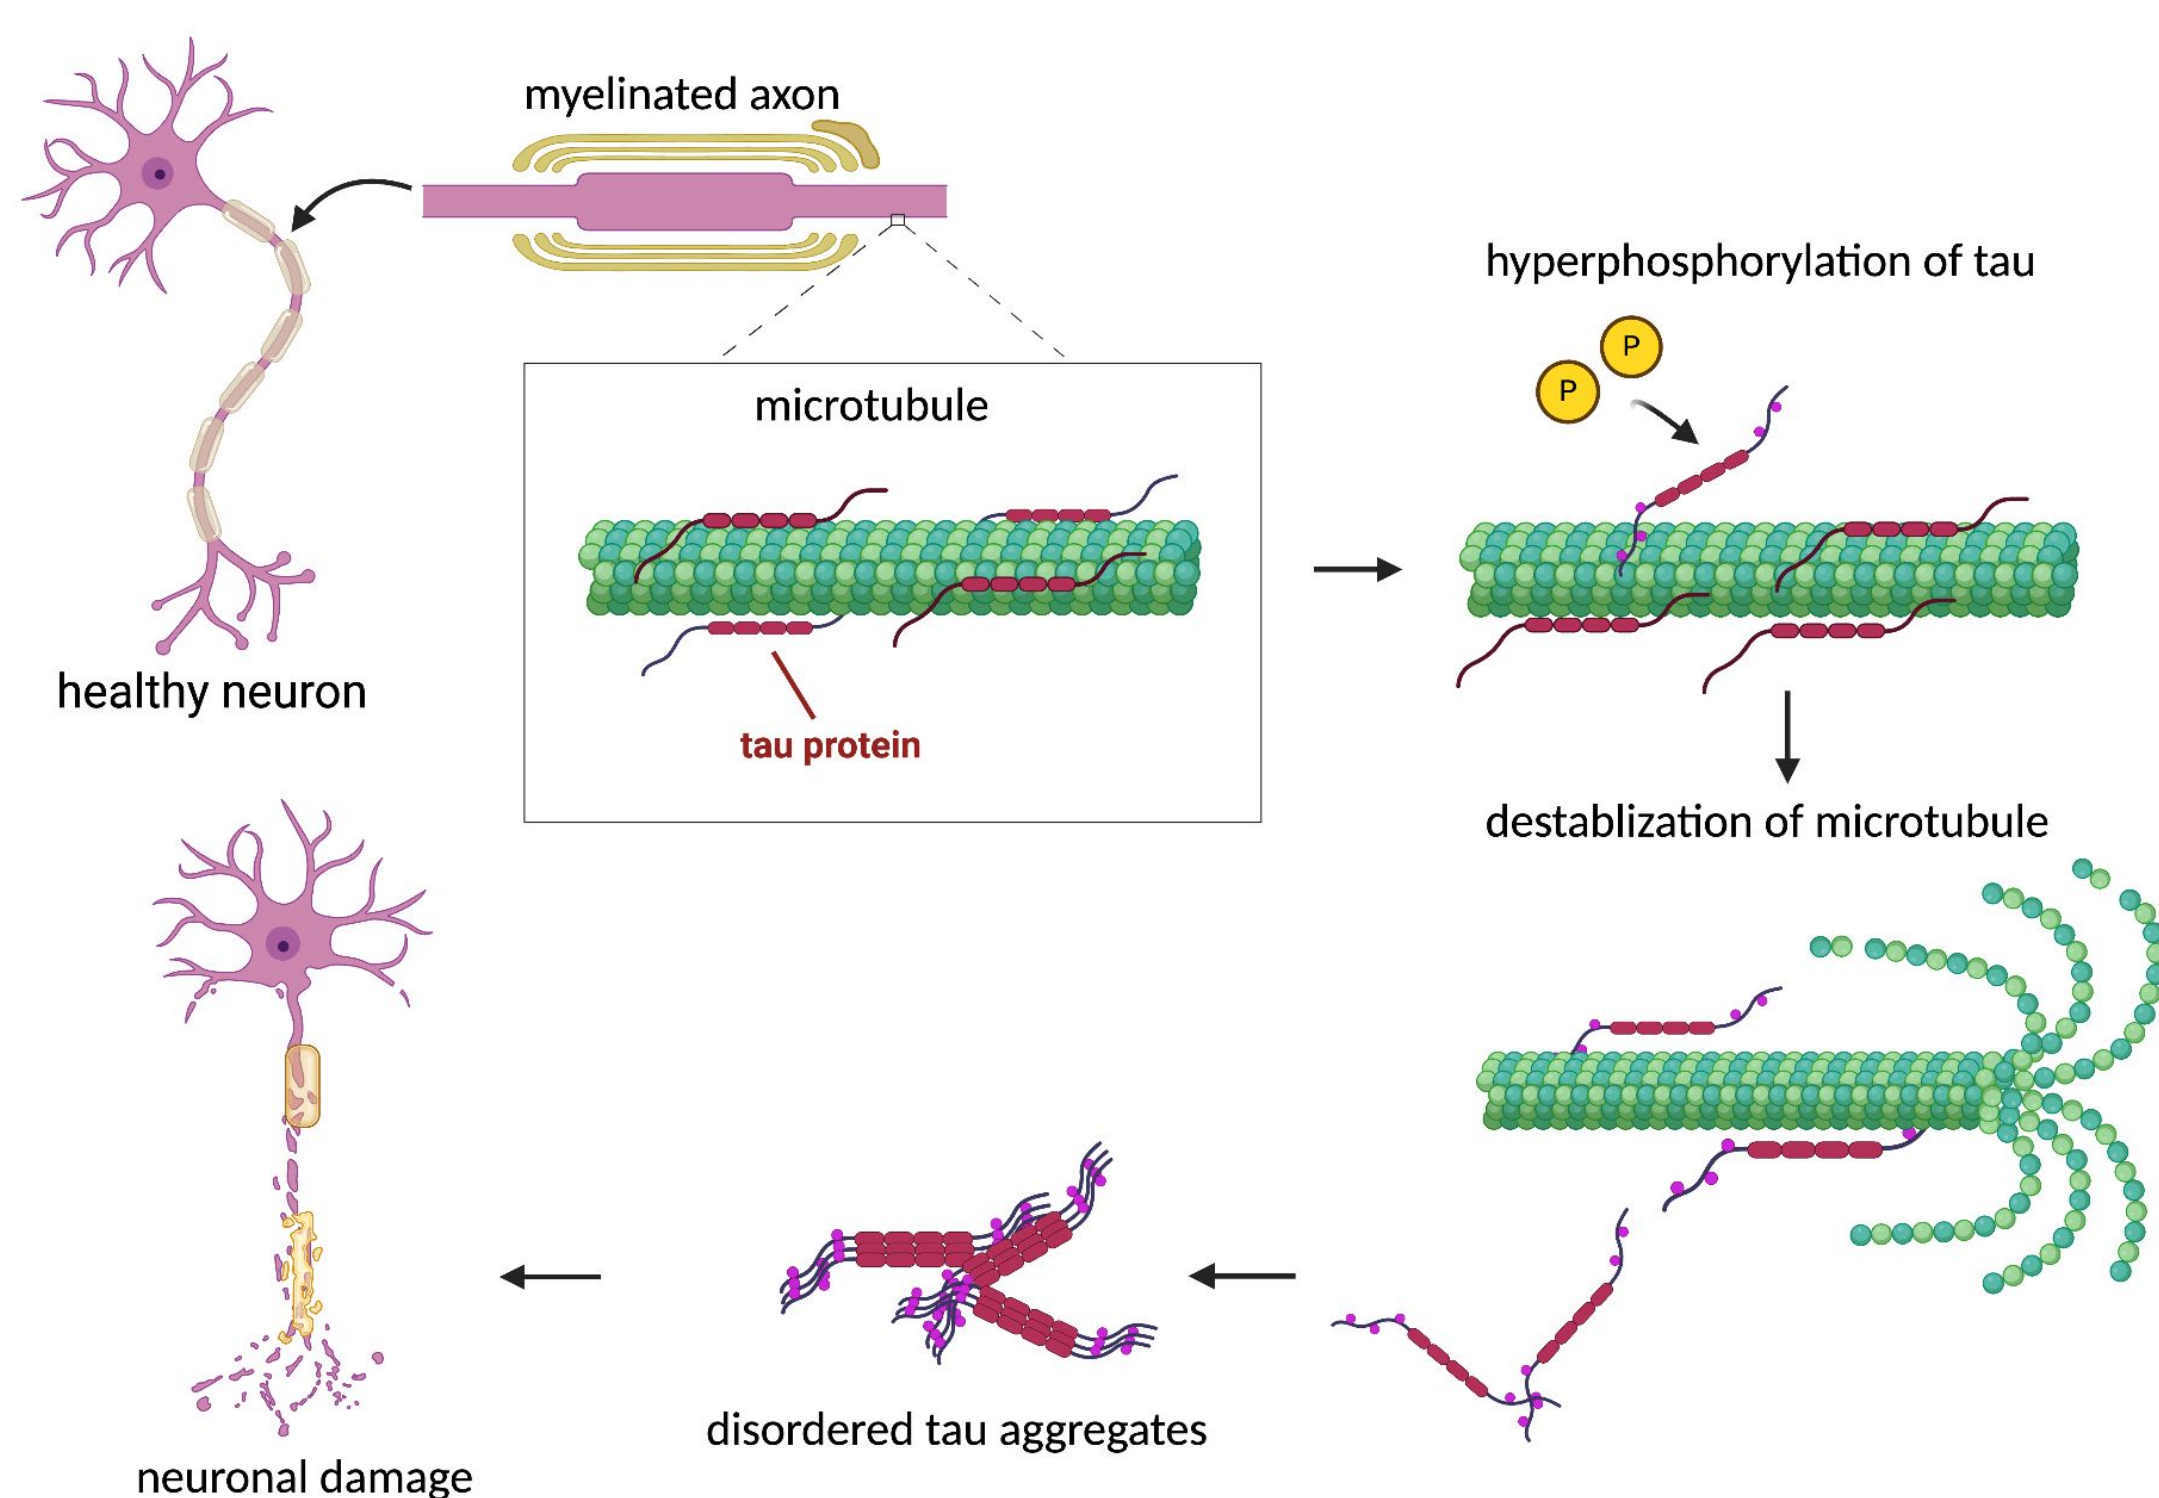 myelinated axon
healthy neuron
microtubule
tau protein
hyperphosphorylation of tau
P
P
destablization of microtubule
disordered tau aggregates
neuronal damage